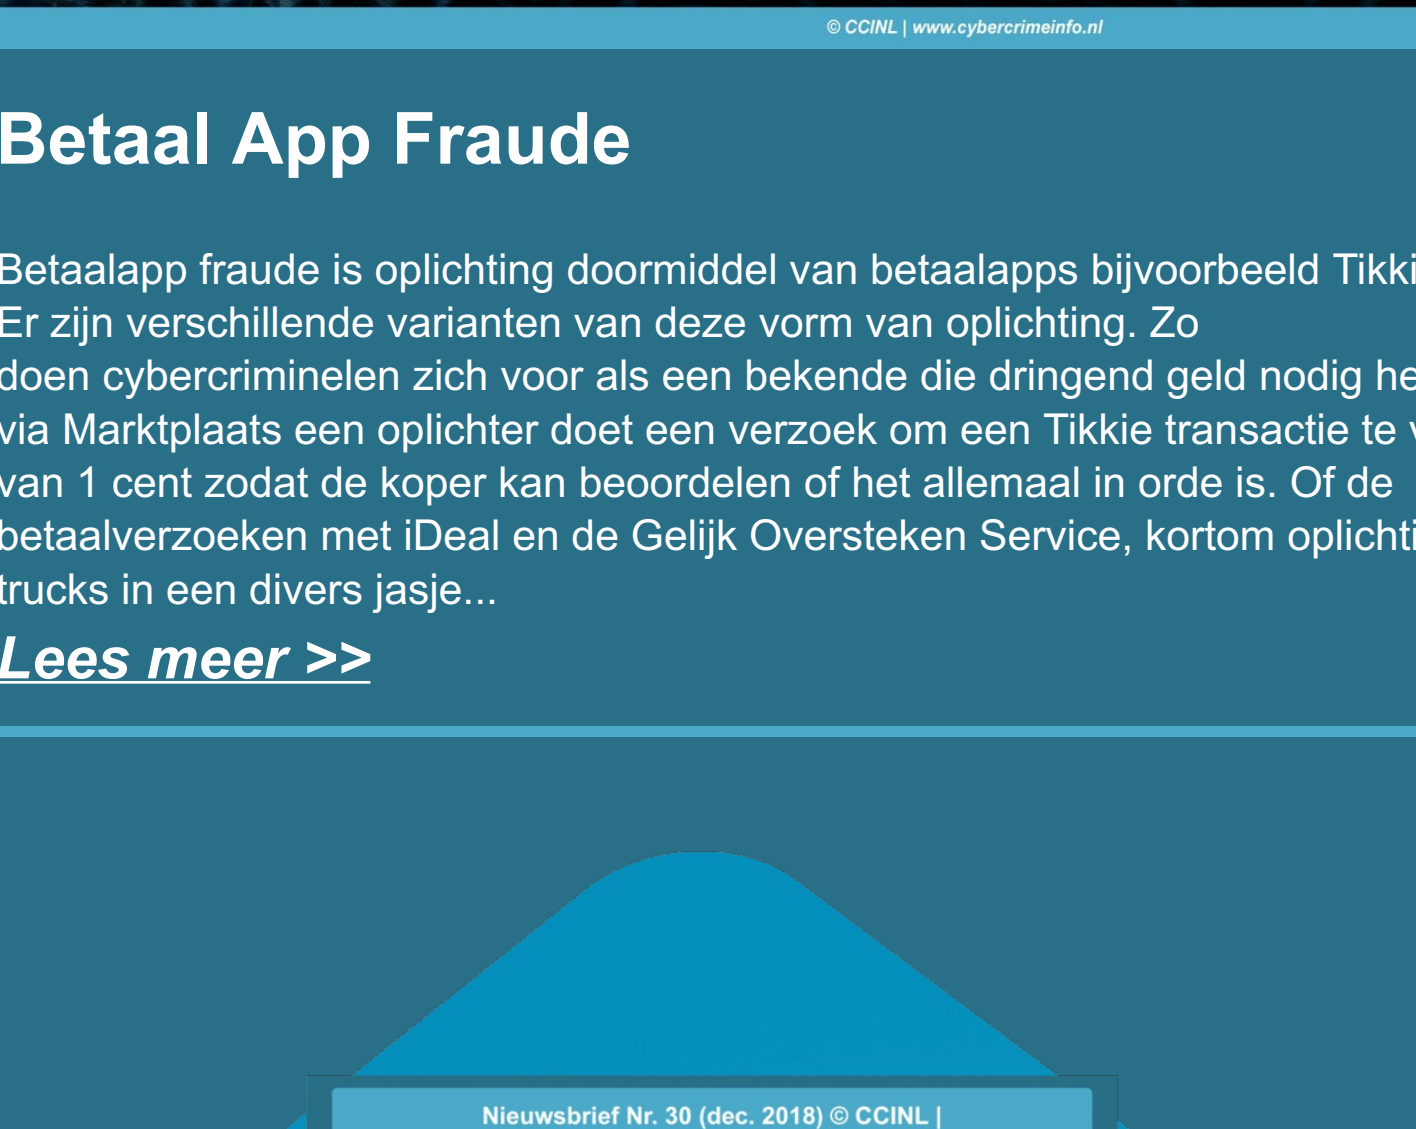 © CCINL | www.cybercrimeinfo.nl
Betaal App Fraude
Betaalapp fraude is oplichting doormiddel van betaalapps bijvoorbeeld Tikki
Er zijn verschillende varianten van deze vorm van oplichting. Zo
doen cybercriminelen zich voor als een bekende die dringend geld nodig he
via Marktplaats een oplichter doet een verzoek om een Tikkie transactie te v
van 1 cent zodat de koper kan beoordelen of het allemaal in orde is. Of de
betaalverzoeken met iDeal en de Gelijk Oversteken Service, kortom oplichti
trucks in een divers jasje...
Lees meer >>
Nieuwsbrief Nr. 30 (dec. 2018) © CCINL |